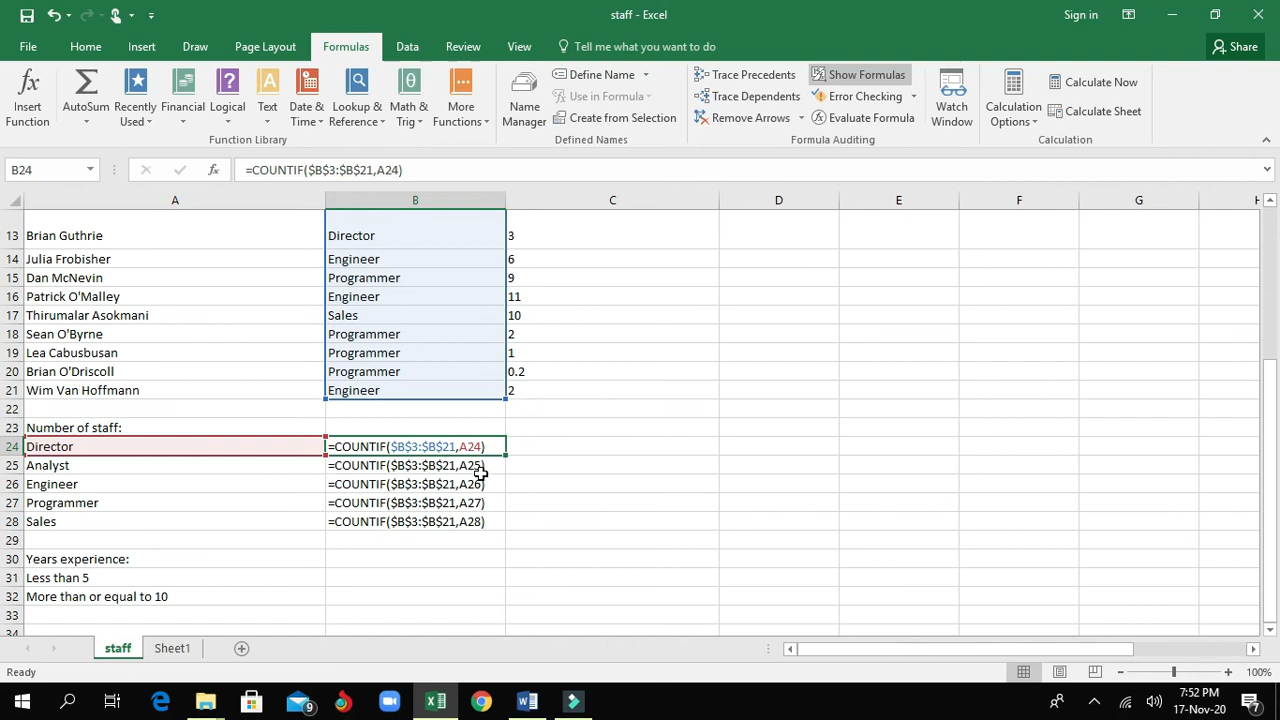 staff - Excel
Sign in
File Home Insert Draw Page Layout Formulas Data Review View Tell me what you want to do
Share
Insert Function
AutoSum
Recently Used
Financial
Logical
Text
Date & Time
Lookup & Reference
Math & Trig
More Functions
Function Library
Name Manager
Define Name
Use in Formula
Create from Selection
Defined Names
Trace Precedents
Trace Dependents
Remove Arrows
Show Formulas
Error Checking
Evaluate Formula
Formula Auditing
Watch Window
Calculation Options
Calculate Now
Calculate Sheet
Calculation
B24 fx =COUNTIF($B$3:$B$21,A24)
A B C D E F G H
13 Brian Guthrie Director 3
14 Julia Frobisher Engineer 6
15 Dan McNevin Programmer 9
16 Patrick O'Malley Engineer 11
17 Thirumalar Asokmani Sales 10
18 Sean O'Byrne Programmer 2
19 Lea Cabusbusan Programmer 1
20 Brian O'Driscoll Programmer 0.2
21 Wim Van Hoffmann Engineer 2
22
23 Number of staff:
24 Director =COUNTIF($B$3:$B$21,A24)
25 Analyst =COUNTIF($B$3:$B$21,A25)
26 Engineer =COUNTIF($B$3:$B$21,A26)
27 Programmer =COUNTIF($B$3:$B$21,A27)
28 Sales =COUNTIF($B$3:$B$21,A28)
29
30 Years experience:
31 Less than 5
32 More than or equal to 10
33
34
staff Sheet1
Ready
100%
9
7:52 PM
17-Nov-20
7